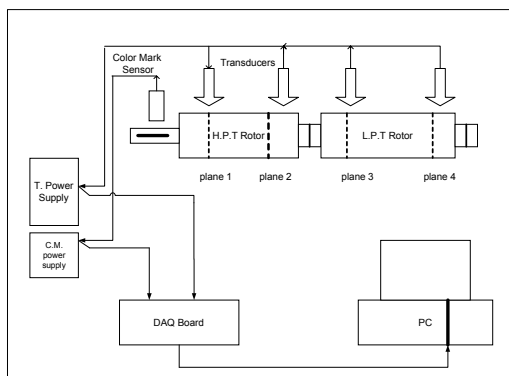 Color Mark
Sensor
Transducers
H.P.T Rotor
L.P.T Rotor
plane 1
plane 2
plane 3
plane 4
T. Power
Supply
C.M.
power
supply
DAQ Board
PC